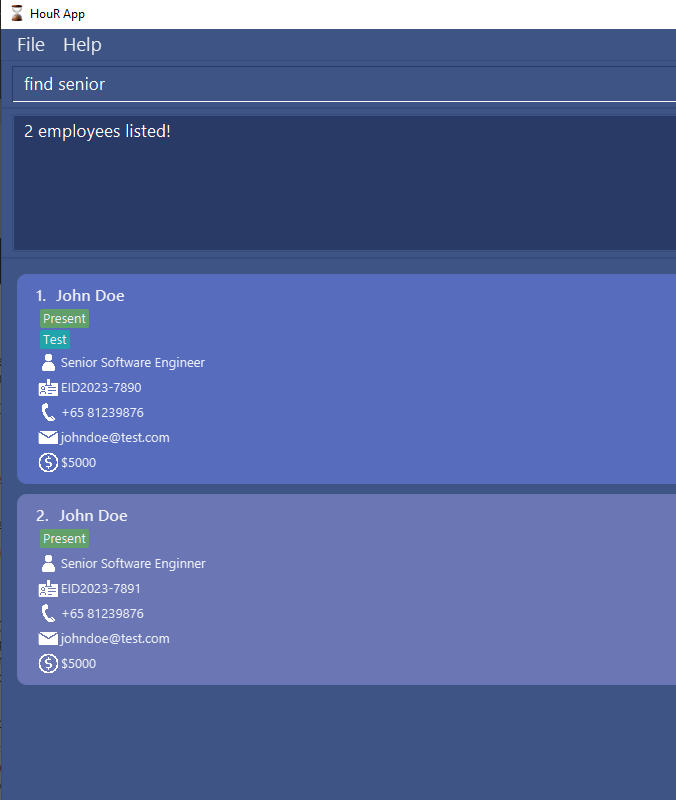 HouR App
File Help
find senior
2 employees listed!
1. John Doe
Present
Test
Senior Software Engineer
EID2023-7890
+65 81239876
johndoe@test.com
$5000
2. John Doe
Present
Senior Software Enginner
EID2023-7891
+65 81239876
johndoe@test.com
$5000